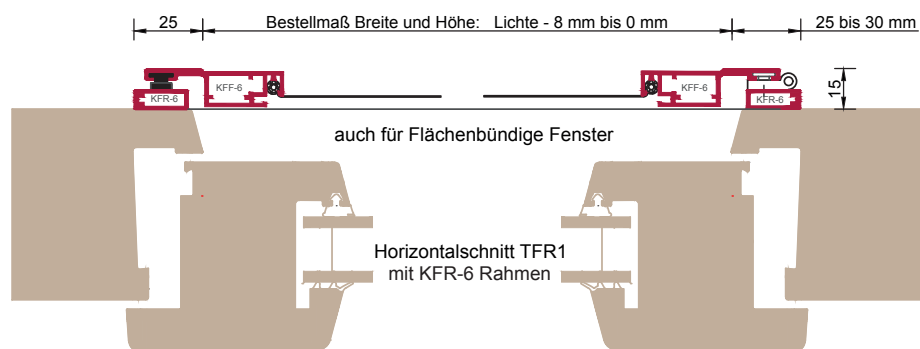 25
Bestellmaß Breite und Höhe: Lichte - 8 mm bis 0 mm
25 bis 30 mm
KFF-6
KFF-6
KFR-6
KFR-6
15
auch für Flächenbündige Fenster
Horizontalschnitt TFR1
mit KFR-6 Rahmen